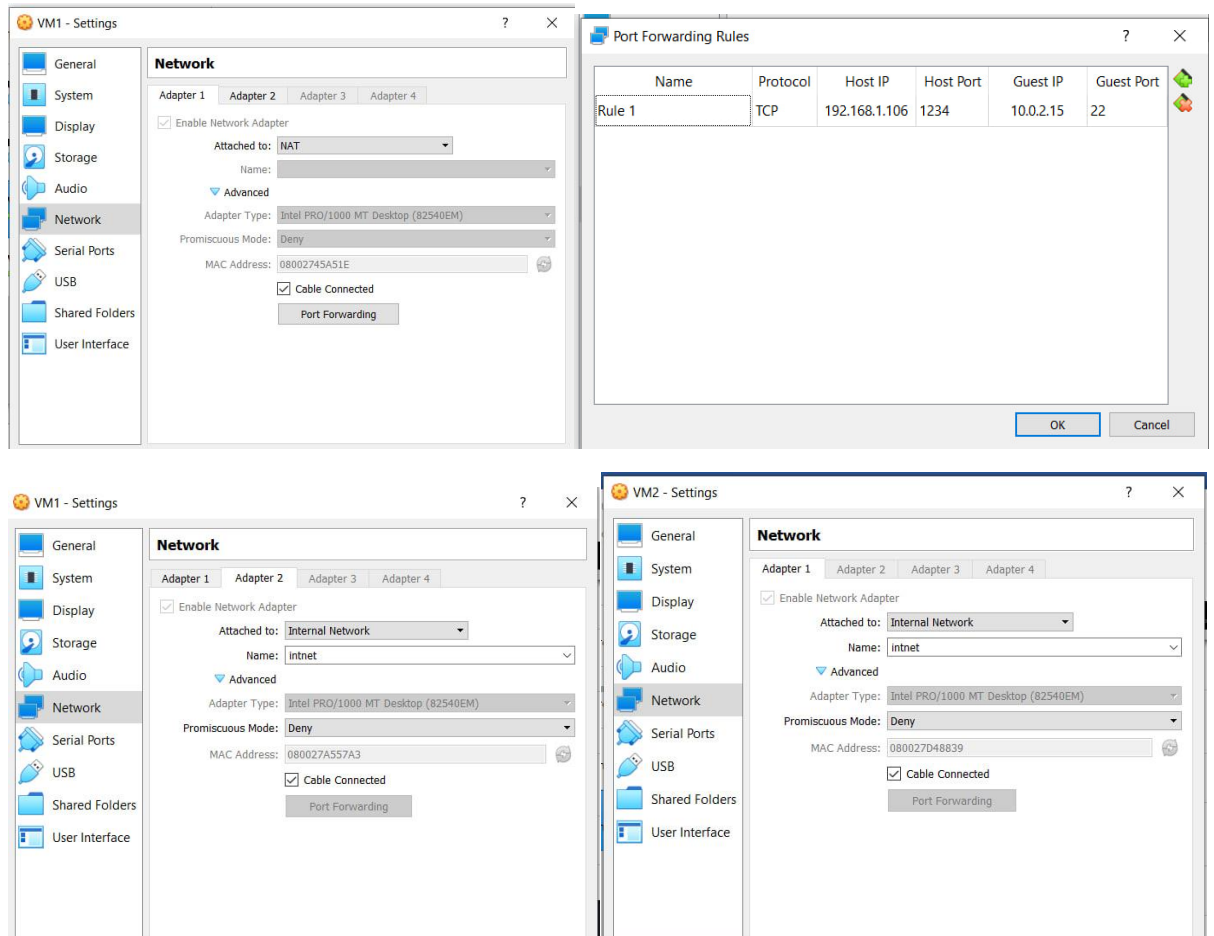 VM1 - Settings
?
General
System
Display
Storage
Audio
Network
Serial Ports
USB
Shared Folders
User Interface
Network
Adapter 1 Adapter 2 Adapter 3 Adapter 4
Enable Network Adapter
Attached to: NAT
Name:
Advanced
Adapter Type: Intel PRO/1000 MT Desktop (82540EM)
Promiscuous Mode: Deny
MAC Address: 08002745A51E
Cable Connected
Port Forwarding
Port Forwarding Rules
?
Name Protocol Host IP Host Port Guest IP Guest Port
Rule 1 TCP 192.168.1.106 1234 10.0.2.15 22
OK Cancel
VM1 - Settings
?
General
System
Display
Storage
Audio
Network
Serial Ports
USB
Shared Folders
User Interface
Network
Adapter 1 Adapter 2 Adapter 3 Adapter 4
Enable Network Adapter
Attached to: Internal Network
Name: intnet
Advanced
Adapter Type: Intel PRO/1000 MT Desktop (82540EM)
Promiscuous Mode: Deny
MAC Address: 080027A557A3
Cable Connected
Port Forwarding
VM2 - Settings
?
General
System
Display
Storage
Audio
Network
Serial Ports
USB
Shared Folders
User Interface
Network
Adapter 1 Adapter 2 Adapter 3 Adapter 4
Enable Network Adapter
Attached to: Internal Network
Name: intnet
Advanced
Adapter Type: Intel PRO/1000 MT Desktop (82540EM)
Promiscuous Mode: Deny
MAC Address: 080027D48839
Cable Connected
Port Forwarding